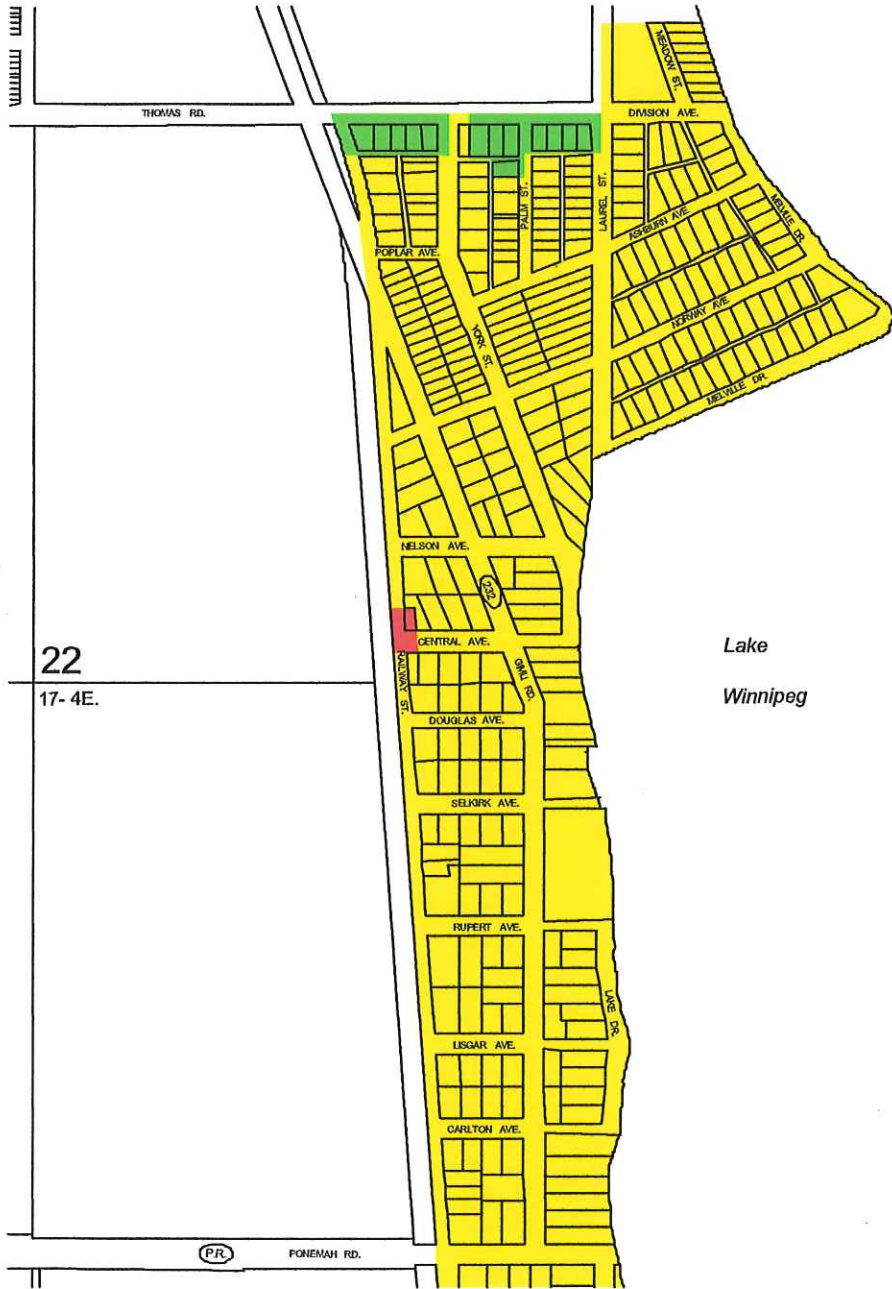 MEADOW ST.
THOMAS RD.
DIVISION AVE.
PALM ST.
LAUREL ST.
MELVILLE DR.
ASHBURN AVE.
POPLAR AVE.
NORWAY AVE.
YORK ST.
MELVILLE DR.
NELSON AVE.
232
CENTRAL AVE.
Lake
22
RAILWAY ST.
GIMLI RD.
17- 4E.
Winnipeg
DOUGLAS AVE.
SELKIRK AVE.
RUPERT AVE.
LAKE DR.
LISGAR AVE.
CARLTON AVE.
P.R.
PONEMAH RD.